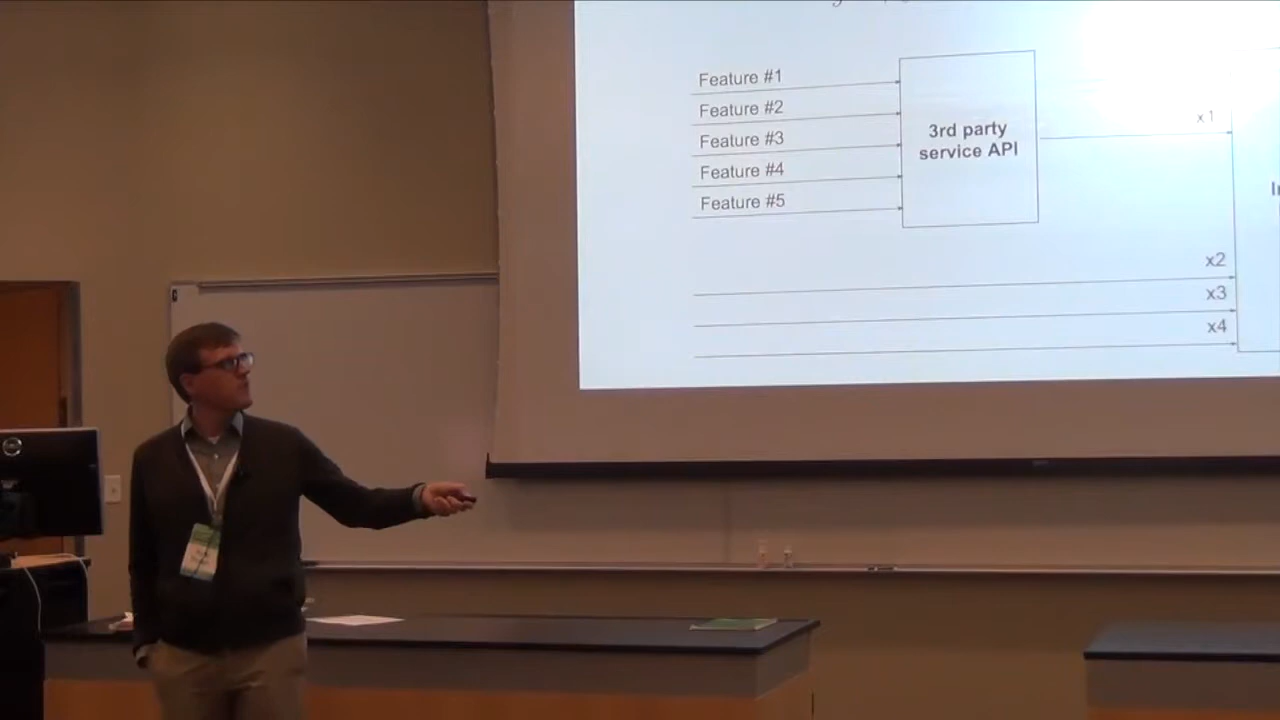 Feature #1
Feature #2
Feature #3
Feature #4
Feature #5
3rd party
service API
x1
x2
x3
x4